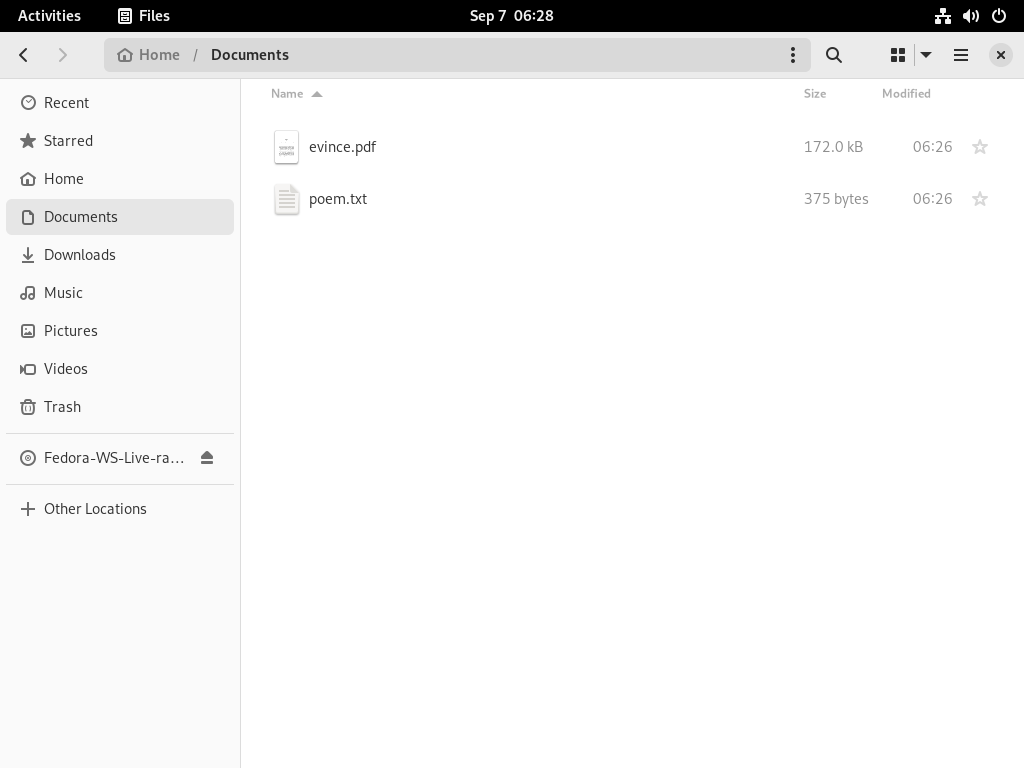 Activities Files Sep 7 06:28
Home / Documents
Name Size Modified
Recent
Starred
Home
Documents
Downloads
Music
Pictures
Videos
Trash
Fedora-WS-Live-ra…
Other Locations
evince.pdf 172.0 kB 06:26
poem.txt 375 bytes 06:26